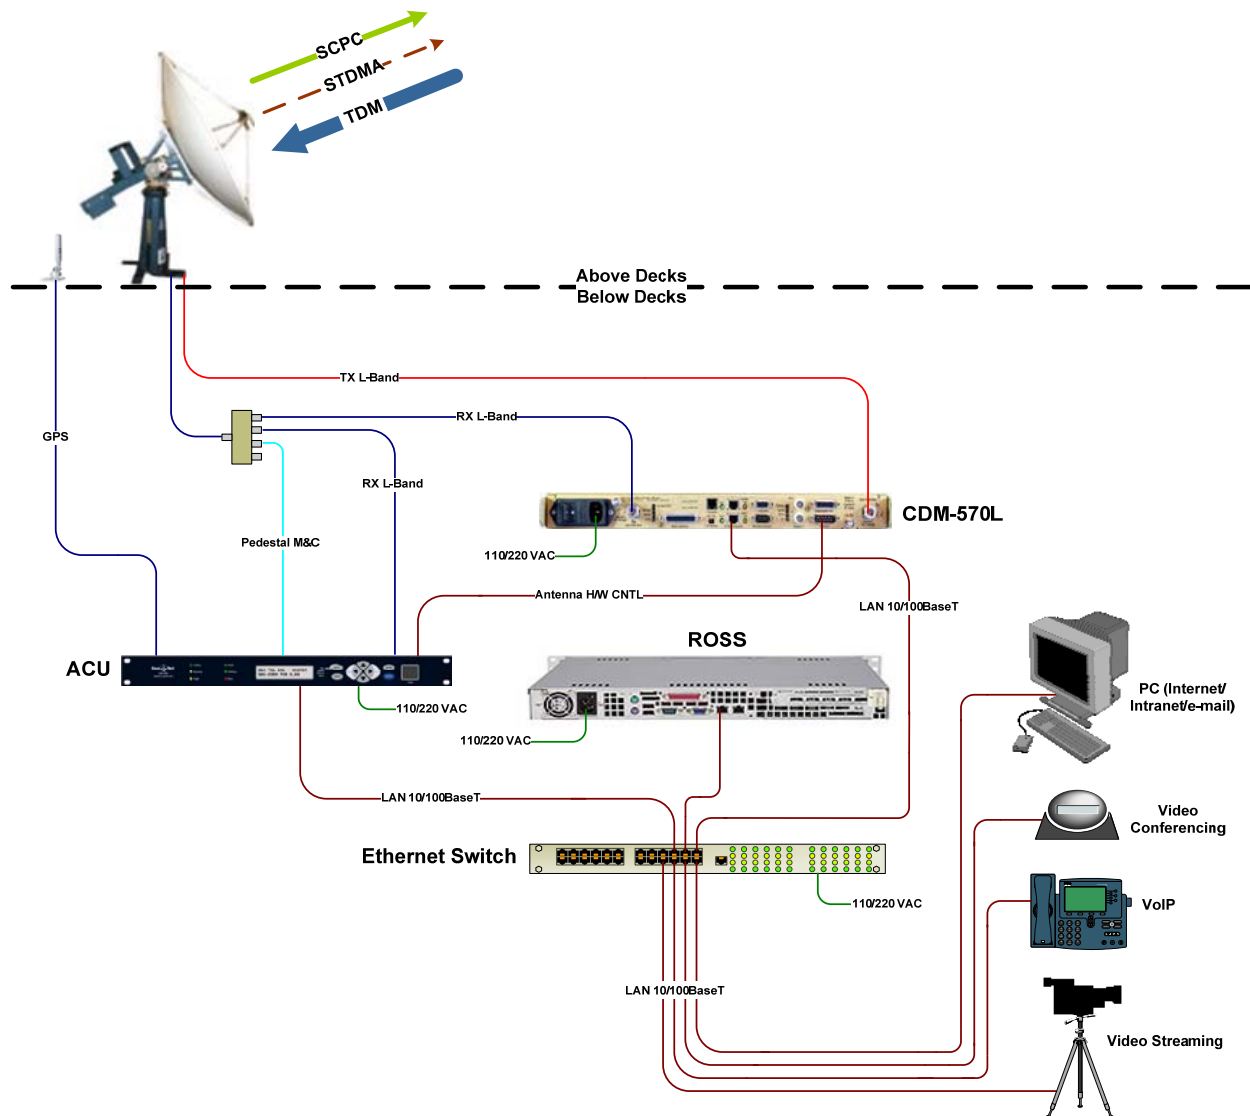 SCPC
STDMA
TDM
Above Decks
Below Decks
TX L-Band
RX L-Band
GPS
RX L-Band
CDM-570L
Pedestal M&C
110/220 VAC
Antenna H/W CNTL
LAN 10/100BaseT
ROSS
ACU
PC (Internet/
Intranet/e-mail)
110/220 VAC
110/220 VAC
LAN 10/100BaseT
Video
Conferencing
Ethernet Switch
110/220 VAC
VoIP
LAN 10/100BaseT
Video Streaming